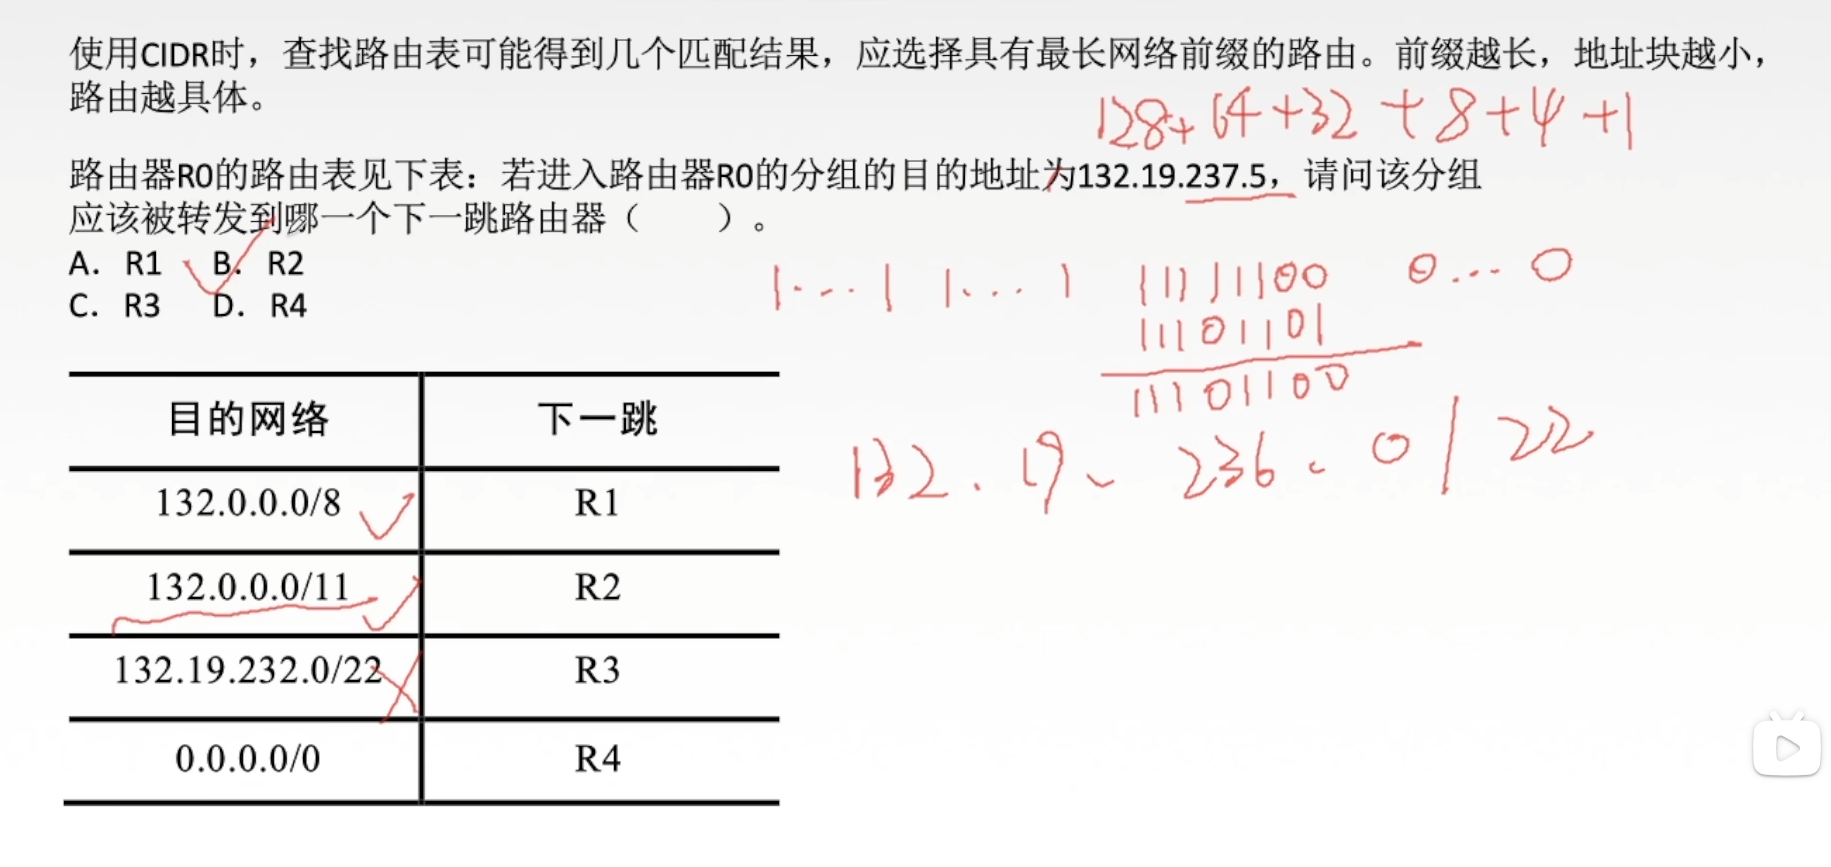 使用CIDR时，查找路由表可能得到几个匹配结果，应选择具有最长网络前缀的路由。前缀越长，地址块越小，
路由越具体。
128+64+32+8+4+1
路由器R0的路由表见下表：若进入路由器R0的分组的目的地址为132.19.237.5，请问该分组
应该被转发到哪一个下一跳路由器（　　）。
A. R1 B. R2
C. R3 D. R4
1...1 1...1 11111100 0...0
11101101
11101100
132.19.236.0/22
目的网络 下一跳
132.0.0.0/8 R1
132.0.0.0/11 R2
132.19.232.0/22 R3
0.0.0.0/0 R4